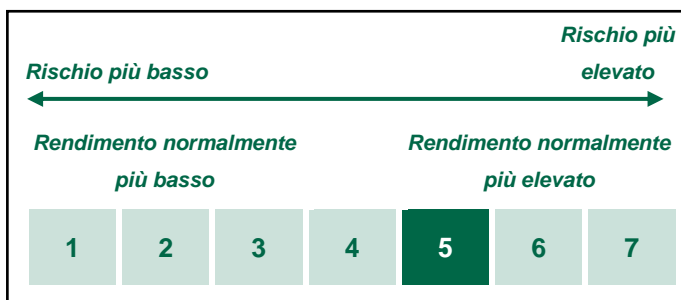 Rischio più
Rischio più basso
elevato
Rendimento normalmente
più basso
Rendimento normalmente
più elevato
1 2 3 4 5 6 7